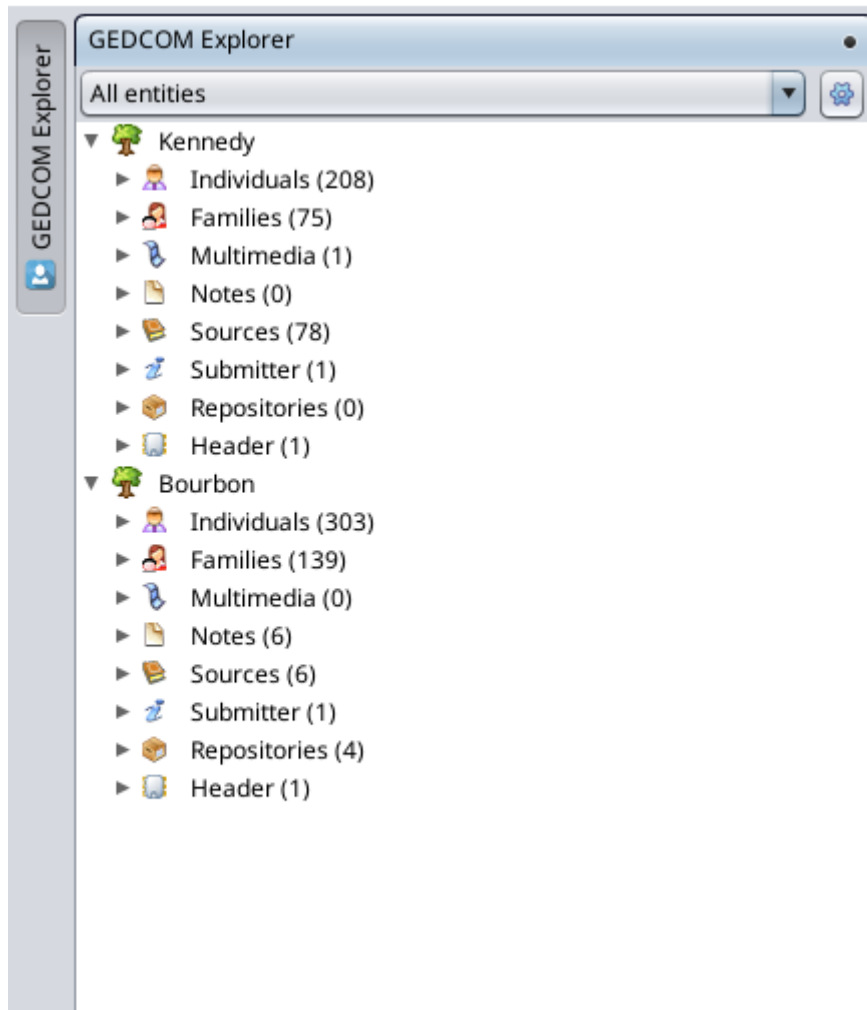 GEDCOM Explorer
GEDCOM Explorer
All entities
Kennedy
Individuals (208)
Families (75)
Multimedia (1)
Notes (0)
Sources (78)
Submitter (1)
Repositories (0)
Header (1)
Bourbon
Individuals (303)
Families (139)
Multimedia (0)
Notes (6)
Sources (6)
Submitter (1)
Repositories (4)
Header (1)